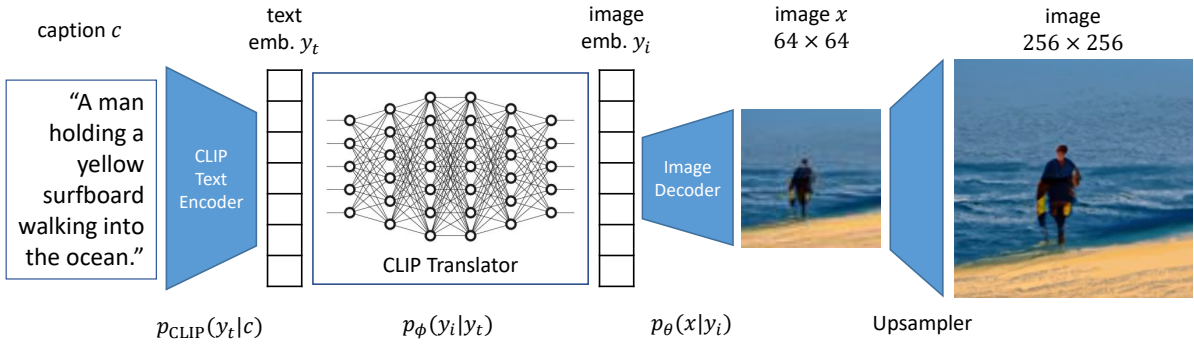 caption c
text
emb. y_t
image
emb. y_i
image x
64 × 64
image
256 × 256
“A man
holding a
yellow
surfboard
walking into
the ocean.”
CLIP
Text
Encoder
CLIP Translator
Image
Decoder
p_CLIP(y_t|c)
p_ϕ(y_i|y_t)
p_θ(x|y_i)
Upsampler